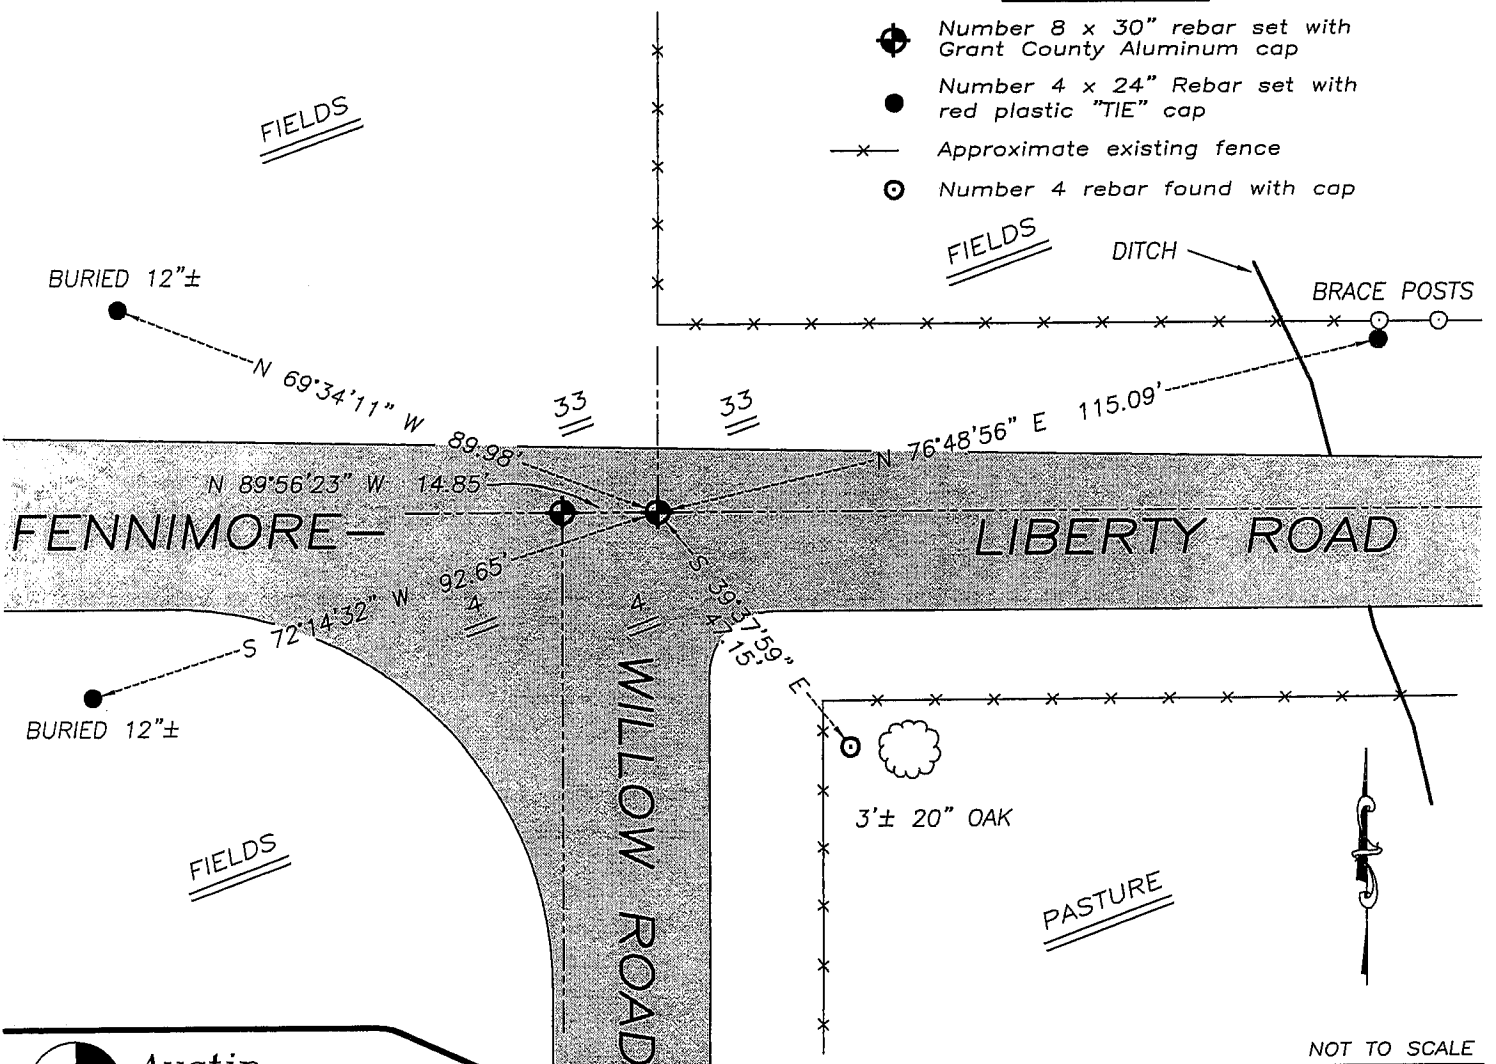 Number 8 x 30" rebar set with
Grant County Aluminum cap
Number 4 x 24" Rebar set with
red plastic "TIE" cap
Approximate existing fence
Number 4 rebar found with cap
FIELDS
FIELDS
DITCH
BURIED 12"±
BRACE POSTS
N 69°34'11" W 89.98'
33
33
N 76°48'56" E 115.09'
N 89°56'23" W 14.85'
FENNIMORE— LIBERTY ROAD
S 72°14'32" W 92.65'
4
4
S 39°37'59" E
47.15'
BURIED 12"±
WILLOW ROAD
3'± 20" OAK
FIELDS
PASTURE
NOT TO SCALE
Austin